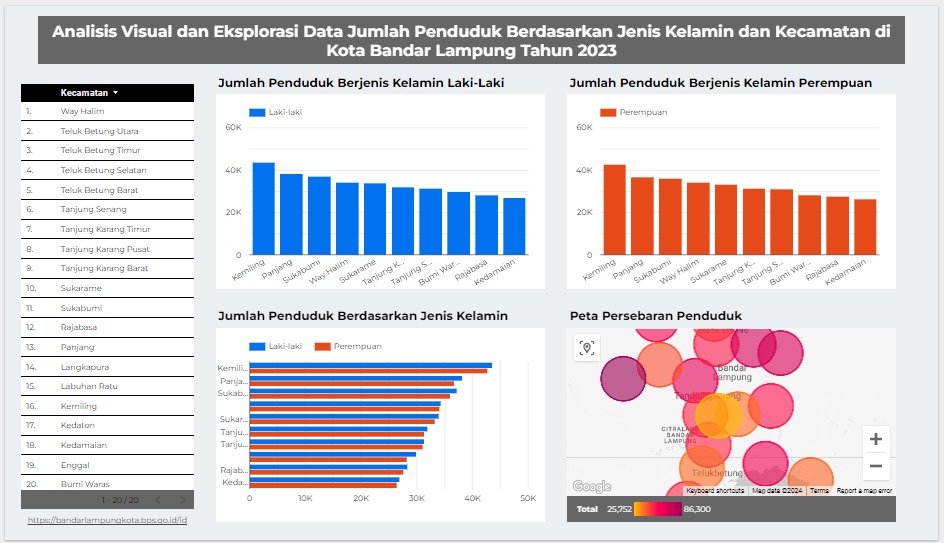 Analisis Visual dan Eksplorasi Data Jumlah Penduduk Berdasarkan Jenis Kelamin dan Kecamatan di
Kota Bandar Lampung Tahun 2023
Kecamatan
1. Way Halim
2. Teluk Betung Utara
3. Teluk Betung Timur
4. Teluk Betung Selatan
5. Teluk Betung Barat
6. Tanjung Senang
7. Tanjung Karang Timur
8. Tanjung Karang Pusat
9. Tanjung Karang Barat
10. Sukarame
11. Sukabumi
12. Rajabasa
13. Panjang
14. Langkapura
15. Labuhan Ratu
16. Kemiling
17. Kedaton
18. Kedamaian
19. Enggal
20. Bumi Waras
1 - 20 / 20
https://bandarlampungkota.bps.go.id/id
Jumlah Penduduk Berjenis Kelamin Laki-Laki
Laki-laki
60K
40K
20K
0
Kemiling
Panjang
Sukabumi
Way Halim
Sukarame
Tanjung K...
Tanjung S...
Bumi War...
Rajabasa
Kedamaian
Jumlah Penduduk Berjenis Kelamin Perempuan
Perempuan
60K
40K
20K
0
Kemiling
Panjang
Sukabumi
Way Halim
Sukarame
Tanjung K...
Tanjung S...
Bumi War...
Rajabasa
Kedamaian
Jumlah Penduduk Berdasarkan Jenis Kelamin
Laki-laki Perempuan
Kemili...
Panja...
Sukab...
Sukar...
Tanju...
Tanju...
Rajab...
Keda...
0 10K 20K 30K 40K 50K
Peta Persebaran Penduduk
Bandar
Lampung
CITRALAND
BANDAR
LAMPUNG
Telukbetung
Google
Keyboard shortcuts Map data ©2024 Terms Report a map error
Total 25,752 86,300